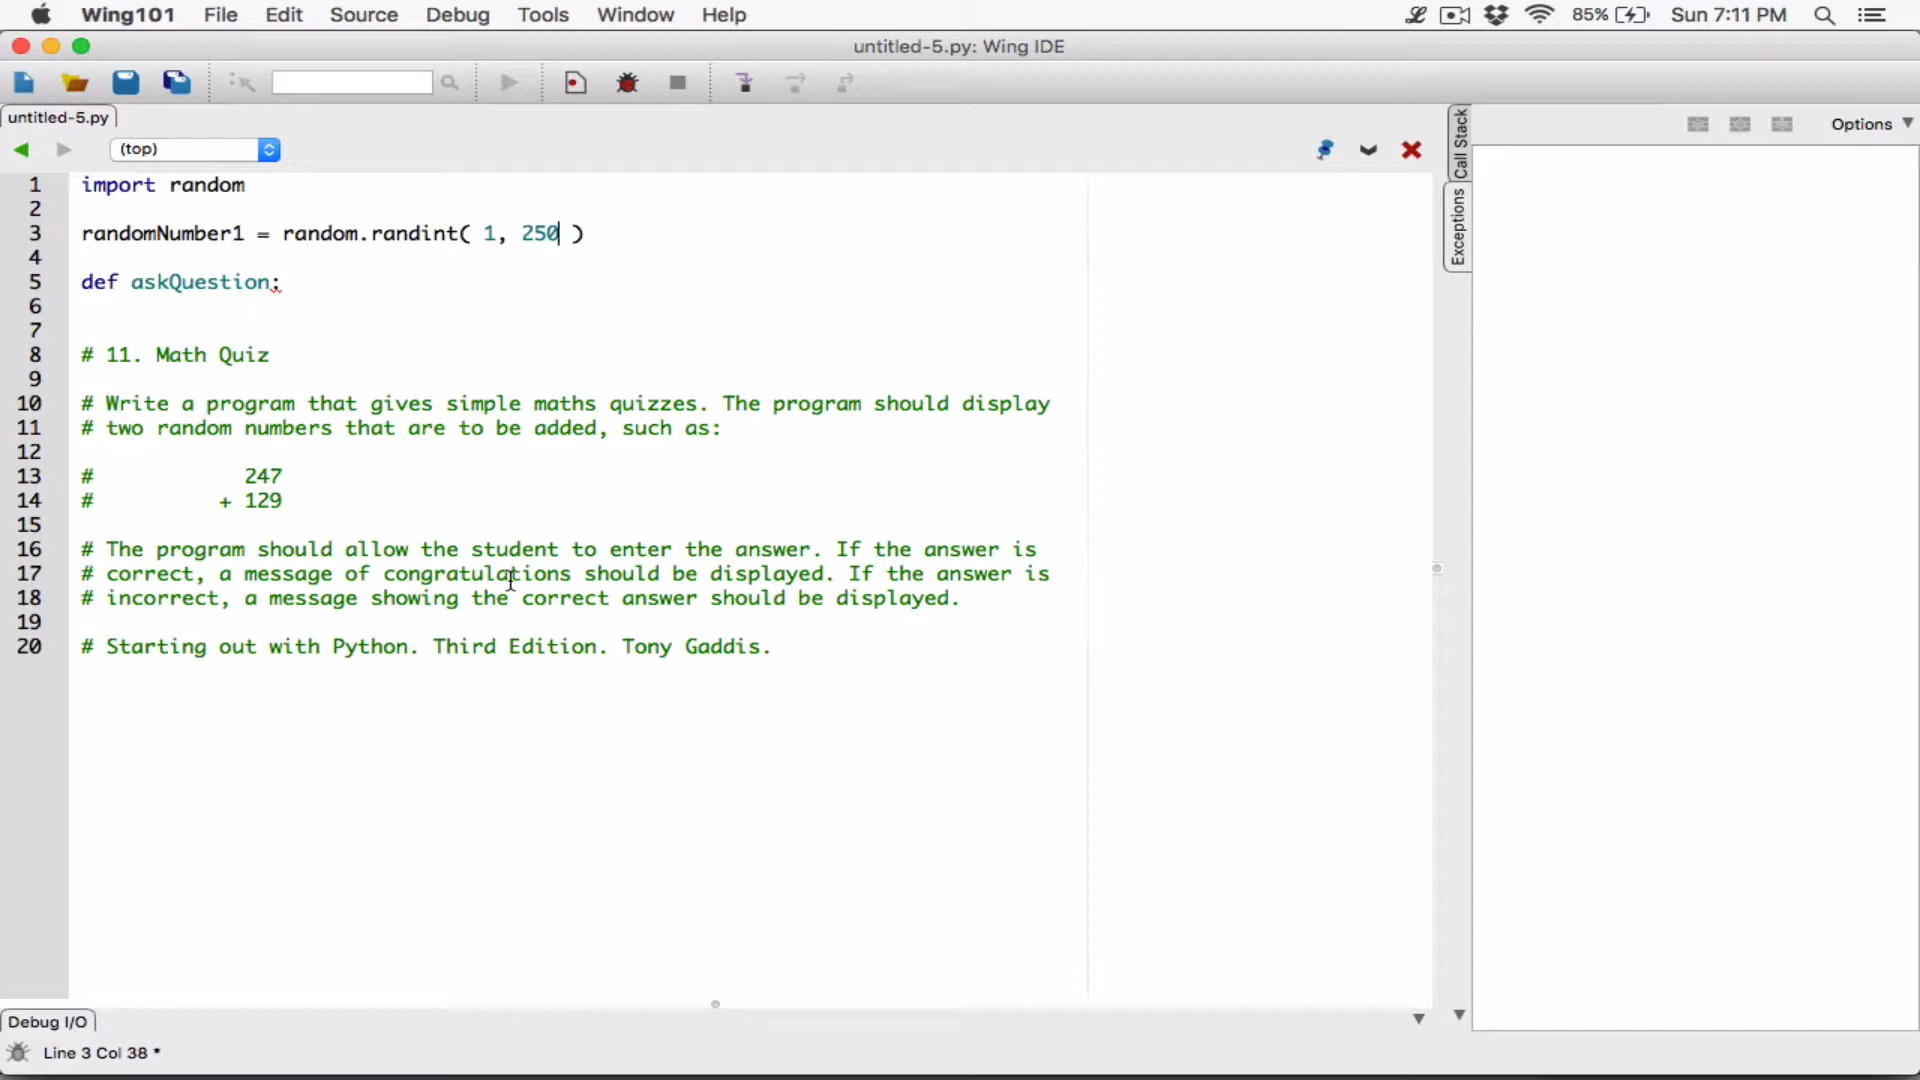 Wing101 File Edit Source Debug Tools Window Help 85% Sun 7:11 PM
untitled-5.py: Wing IDE
untitled-5.py
(top)
Call Stack
Exceptions
Options
1 import random
2
3 randomNumber1 = random.randint( 1, 250 )
4
5 def askQuestion:
6
7
8 # 11. Math Quiz
9
10 # Write a program that gives simple maths quizzes. The program should display
11 # two random numbers that are to be added, such as:
12
13 #            247
14 #          + 129
15
16 # The program should allow the student to enter the answer. If the answer is
17 # correct, a message of congratulations should be displayed. If the answer is
18 # incorrect, a message showing the correct answer should be displayed.
19
20 # Starting out with Python. Third Edition. Tony Gaddis.
Debug I/O
Line 3 Col 38 *